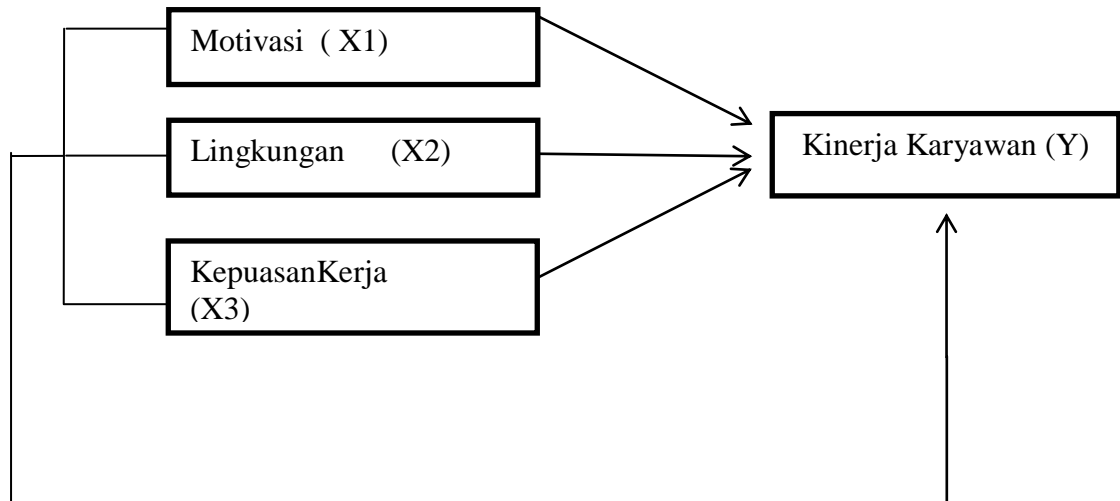 Motivasi ( X1)
Lingkungan (X2)
Kinerja Karyawan (Y)
KepuasanKerja
(X3)